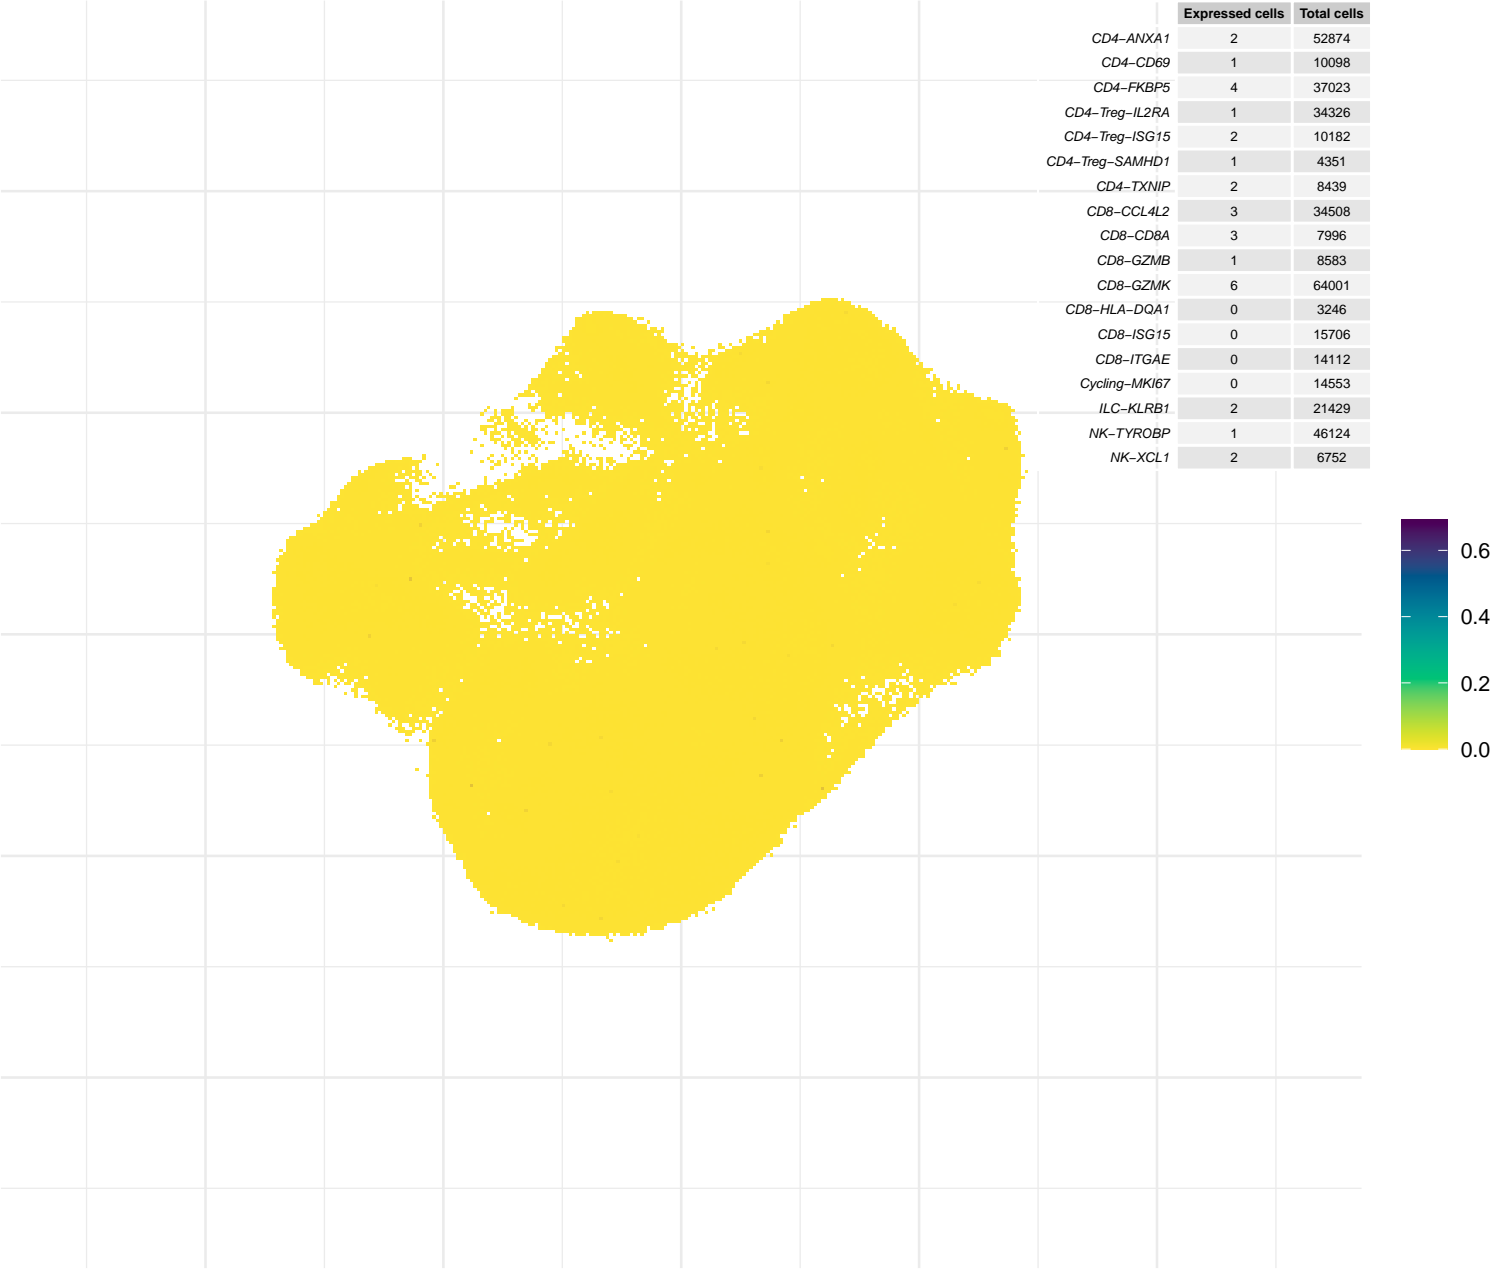 Expressed cells Total cells
CD4−ANXA1 2 52874
CD4−CD69 1 10098
CD4−FKBP5 4 37023
CD4−Treg−IL2RA 1 34326
CD4−Treg−ISG15 2 10182
CD4−Treg−SAMHD1 1 4351
CD4−TXNIP 2 8439
CD8−CCL4L2 3 34508
CD8−CD8A 3 7996
CD8−GZMB 1 8583
CD8−GZMK 6 64001
CD8−HLA−DQA1 0 3246
CD8−ISG15 0 15706
CD8−ITGAE 0 14112
Cycling−MKI67 0 14553
ILC−KLRB1 2 21429
NK−TYROBP 1 46124
NK−XCL1 2 6752
0.6
0.4
0.2
0.0